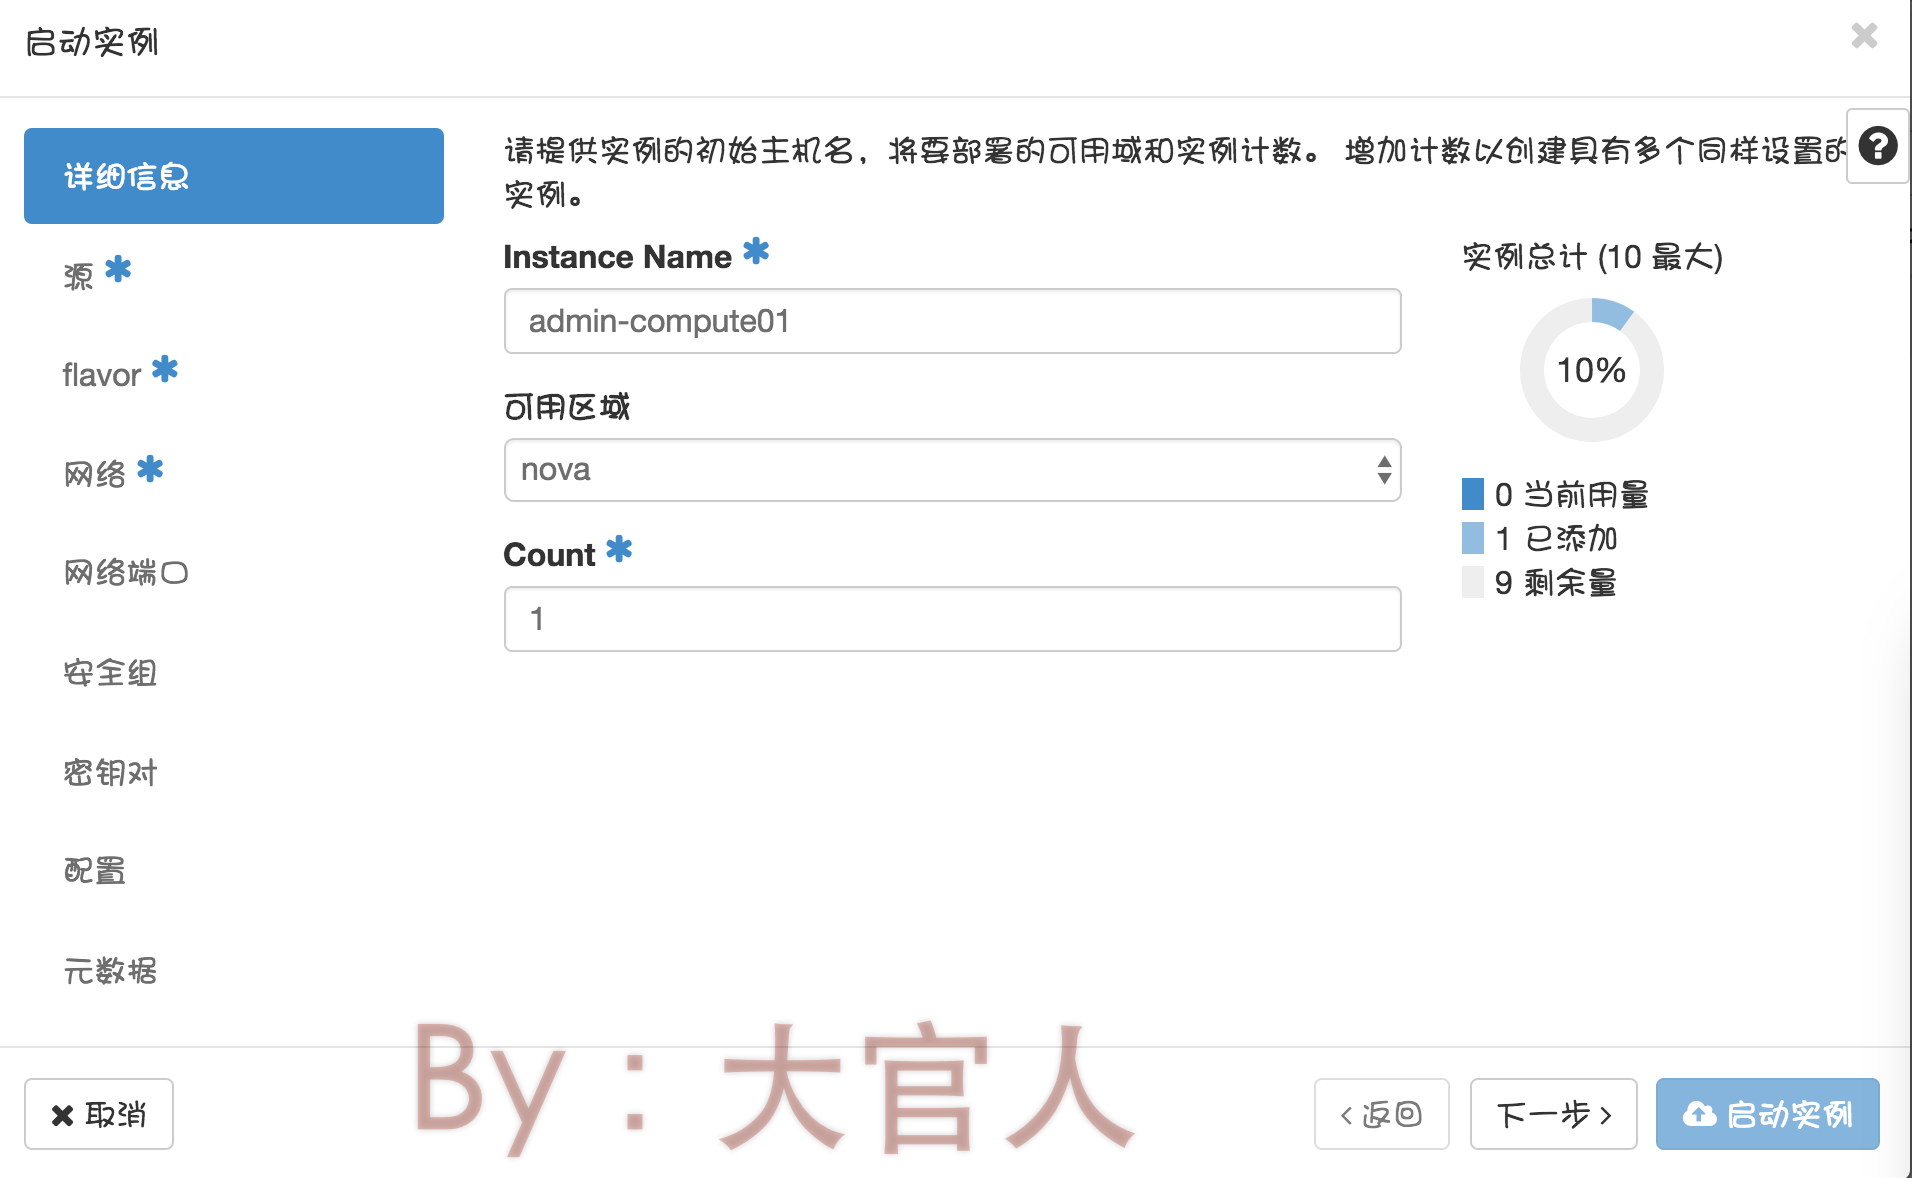 启动实例
详细信息
源 *
flavor *
网络 *
网络端口
安全组
密钥对
配置
元数据
请提供实例的初始主机名，将要部署的可用域和实例计数。 增加计数以创建具有多个同样设置的
实例。
Instance Name *
admin-compute01
可用区域
nova
Count *
1
实例总计 (10 最大)
10%
0 当前用量
1 已添加
9 剩余量
By：大官人
取消
返回
下一步
启动实例